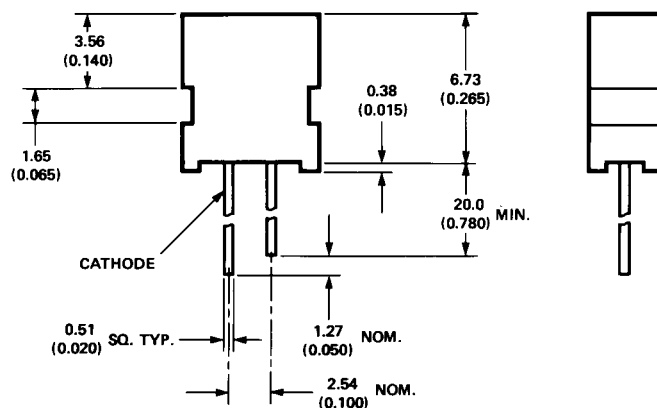 3.56
(0.140)
0.38
(0.015)
6.73
(0.265)
1.65
(0.065)
20.0 MIN.
(0.780)
CATHODE
0.51 SQ. TYP.
(0.020)
1.27 NOM.
(0.050)
2.54 NOM.
(0.100)